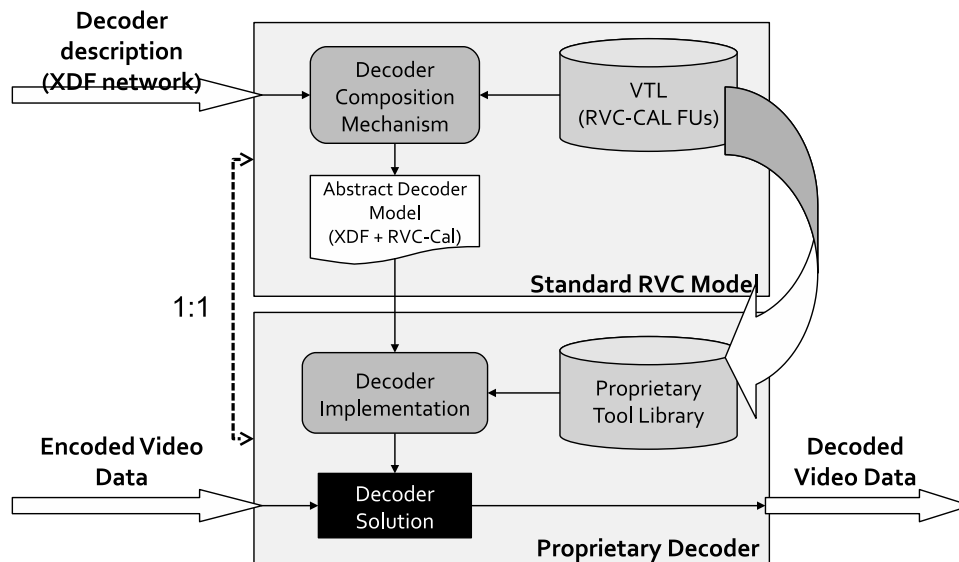 Decoder
description
(XDF network)
Decoder
Composition
Mechanism
VTL
(RVC-CAL FUs)
Abstract Decoder
Model
(XDF + RVC-Cal)
Standard RVC Model
1:1
Decoder
Implementation
Proprietary
Tool Library
Encoded Video
Data
Decoder
Solution
Decoded
Video Data
Proprietary Decoder